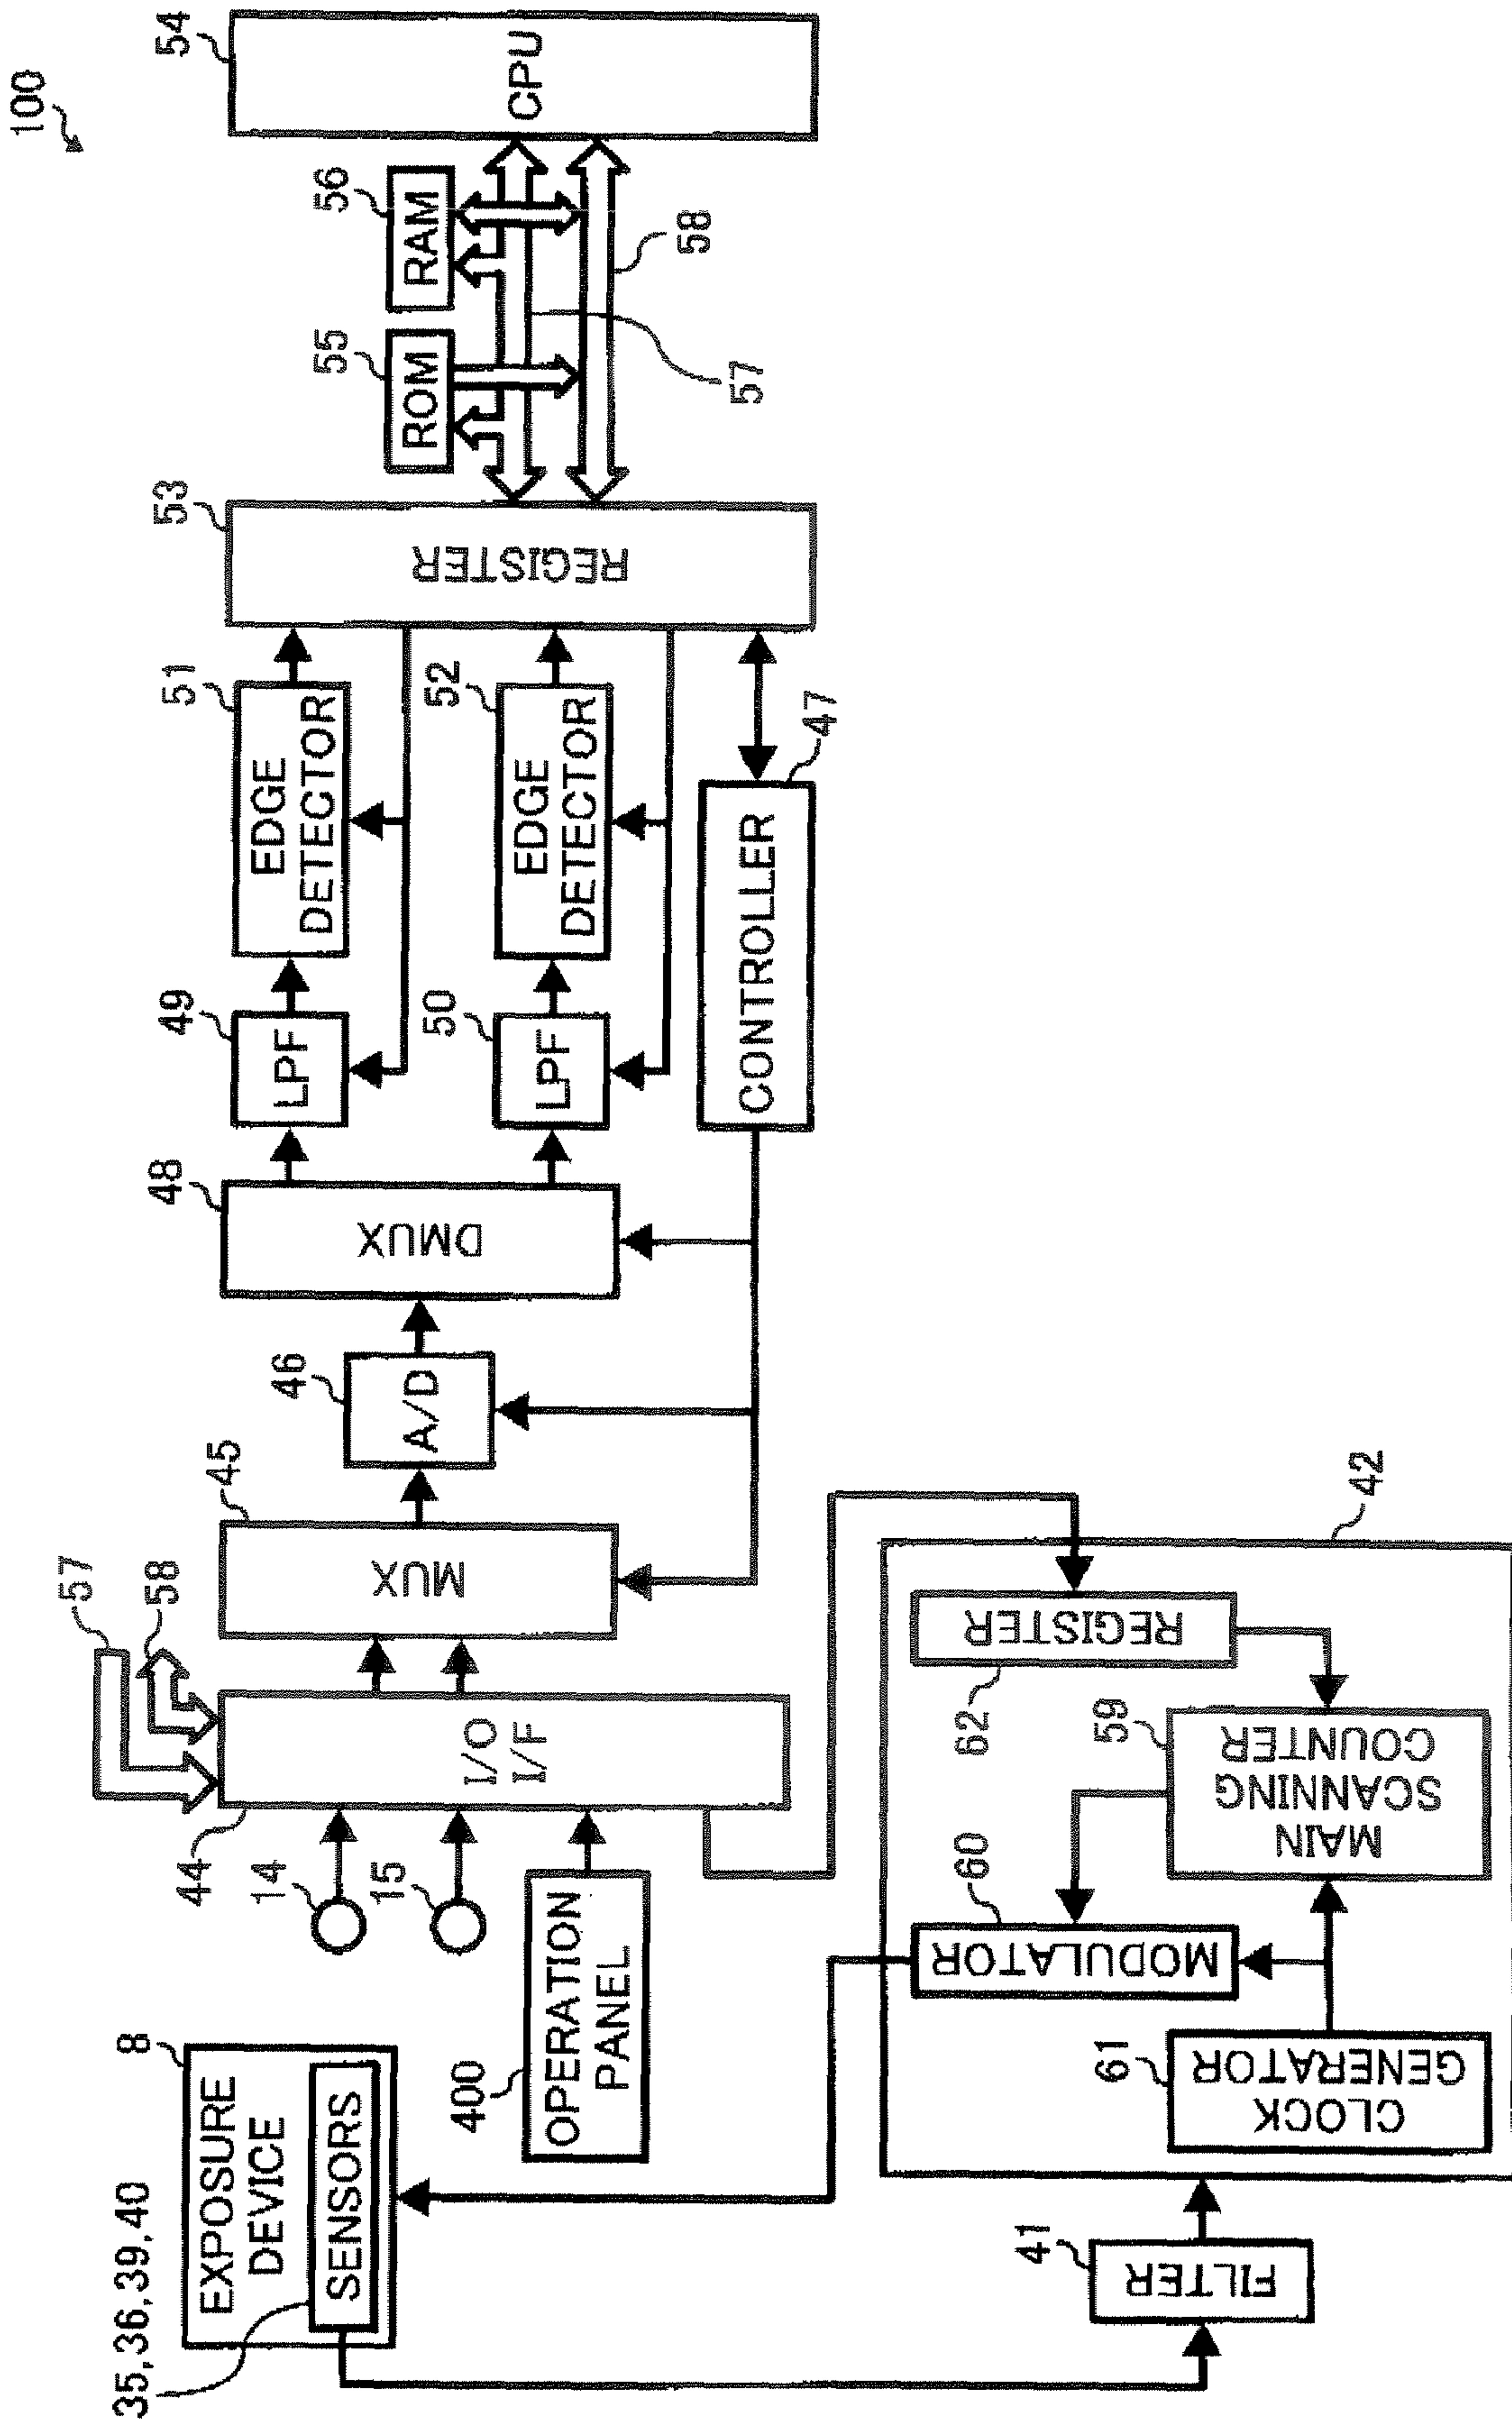 100
35,36,39,40
8
EXPOSURE
DEVICE
SENSORS
400
OPERATION
PANEL
14
15
44
I/O
I/F
57
58
45
MUX
46
A/D
48
DMUX
49
LPF
50
LPF
51
EDGE
DETECTOR
52
EDGE
DETECTOR
47
CONTROLLER
53
REGISTER
55
ROM
56
RAM
57
58
54
CPU
41
FILTER
42
61
CLOCK
GENERATOR
60
MODULATOR
59
MAIN
SCANNING
COUNTER
62
REGISTER